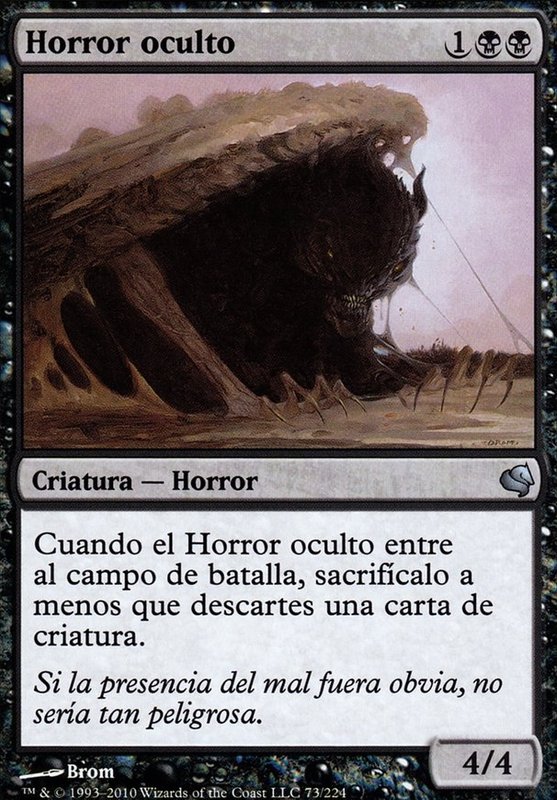 Horror oculto
1
Criatura — Horror
Cuando el Horror oculto entre
al campo de batalla, sacrifícalo a
menos que descartes una carta de
criatura.
Si la presencia del mal fuera obvia, no
sería tan peligrosa.
4/4
Brom
™ & © 1993–2010 Wizards of the Coast LLC 73/224